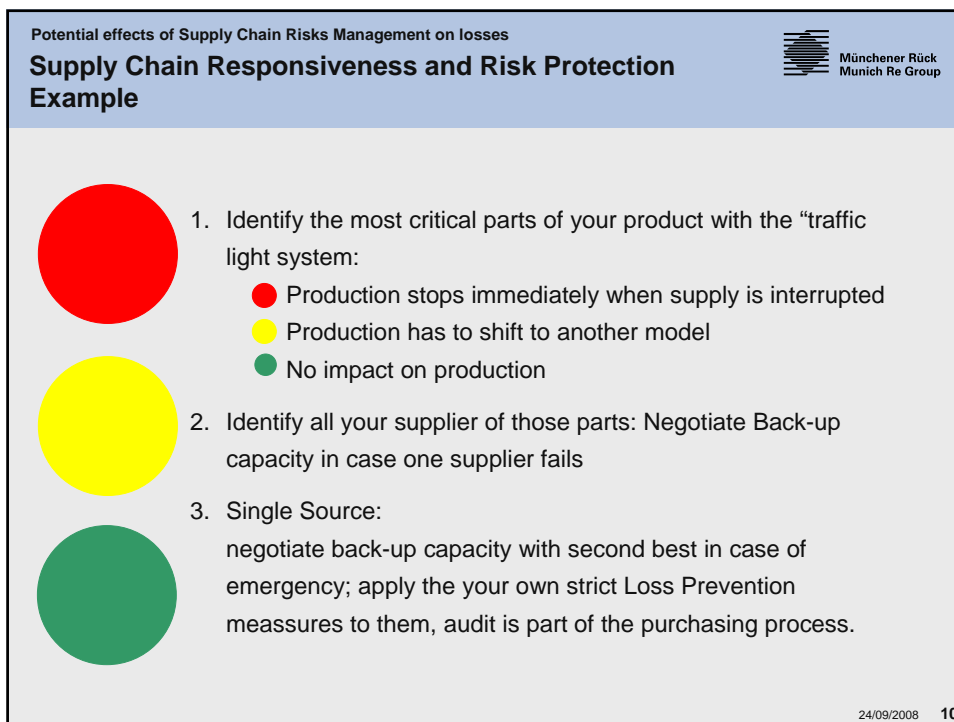 Potential effects of Supply Chain Risks Management on losses
Supply Chain Responsiveness and Risk Protection
Example
Münchener Rück
Munich Re Group
1. Identify the most critical parts of your product with the “traffic
light system:
Production stops immediately when supply is interrupted
Production has to shift to another model
No impact on production
2. Identify all your supplier of those parts: Negotiate Back-up
capacity in case one supplier fails
3. Single Source:
negotiate back-up capacity with second best in case of
emergency; apply the your own strict Loss Prevention
meassures to them, audit is part of the purchasing process.
24/09/2008 10